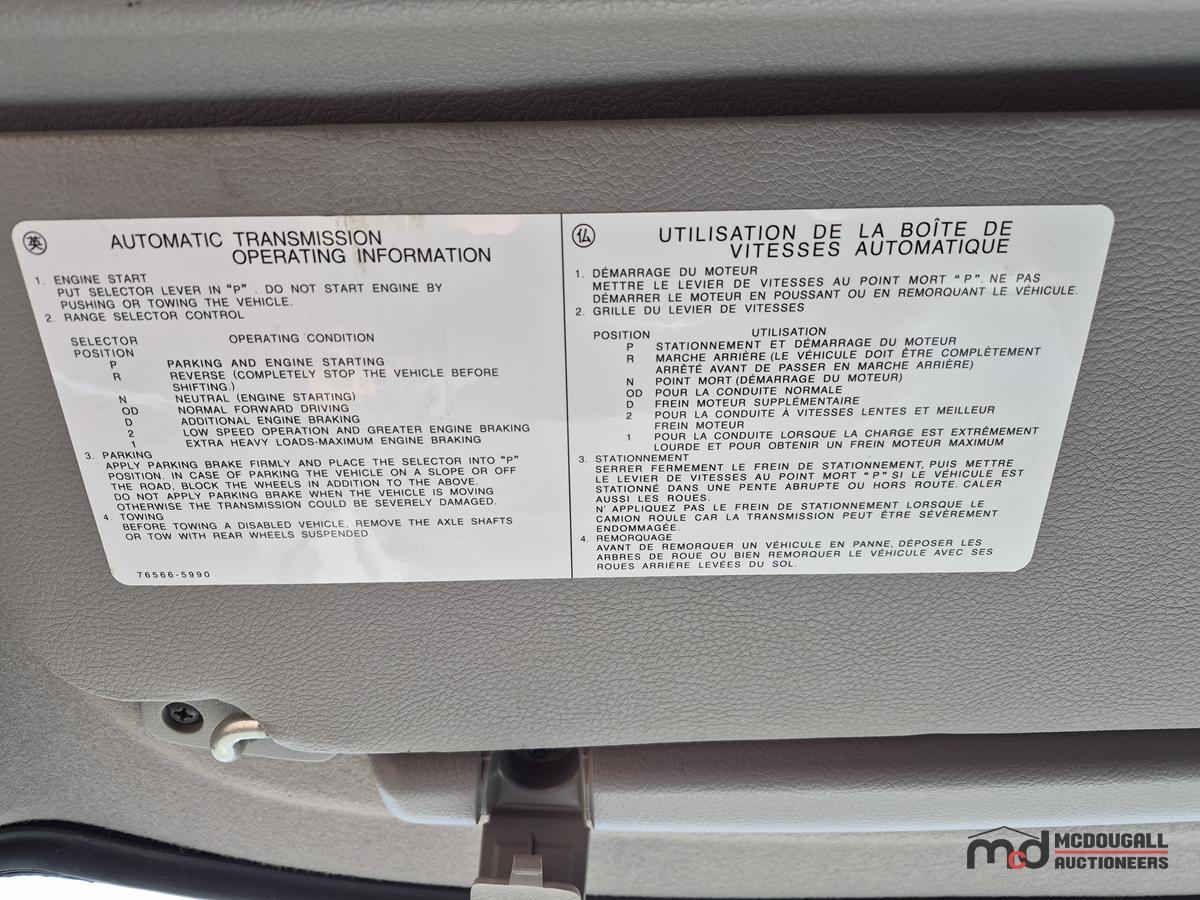 英
AUTOMATIC TRANSMISSION
OPERATING INFORMATION
1. ENGINE START
PUT SELECTOR LEVER IN "P" . DO NOT START ENGINE BY
PUSHING OR TOWING THE VEHICLE.
2. RANGE SELECTOR CONTROL
SELECTOR POSITION OPERATING CONDITION
P PARKING AND ENGINE STARTING
R REVERSE (COMPLETELY STOP THE VEHICLE BEFORE
SHIFTING.)
N NEUTRAL (ENGINE STARTING)
OD NORMAL FORWARD DRIVING
D ADDITIONAL ENGINE BRAKING
2 LOW SPEED OPERATION AND GREATER ENGINE BRAKING
1 EXTRA HEAVY LOADS-MAXIMUM ENGINE BRAKING
3. PARKING
APPLY PARKING BRAKE FIRMLY AND PLACE THE SELECTOR INTO "P"
POSITION. IN CASE OF PARKING THE VEHICLE ON A SLOPE OR OFF
THE ROAD, BLOCK THE WHEELS IN ADDITION TO THE ABOVE.
DO NOT APPLY PARKING BRAKE WHEN THE VEHICLE IS MOVING
OTHERWISE THE TRANSMISSION COULD BE SEVERELY DAMAGED.
4. TOWING
BEFORE TOWING A DISABLED VEHICLE, REMOVE THE AXLE SHAFTS
OR TOW WITH REAR WHEELS SUSPENDED.
76566-5990
UTILISATION DE LA BOÎTE DE
VITESSES AUTOMATIQUE
1. DÉMARRAGE DU MOTEUR
METTRE LE LEVIER DE VITESSES AU POINT MORT "P". NE PAS
DÉMARRER LE MOTEUR EN POUSSANT OU EN REMORQUANT LE VÉHICULE.
2. GRILLE DU LEVIER DE VITESSES
POSITION UTILISATION
P STATIONNEMENT ET DÉMARRAGE DU MOTEUR
R MARCHE ARRIÈRE (LE VÉHICULE DOIT ÊTRE COMPLÈTEMENT
ARRÊTÉ AVANT DE PASSER EN MARCHE ARRIÈRE)
N POINT MORT (DÉMARRAGE DU MOTEUR)
OD POUR LA CONDUITE NORMALE
D FREIN MOTEUR SUPPLÉMENTAIRE
2 POUR LA CONDUITE À VITESSES LENTES ET MEILLEUR
FREIN MOTEUR
1 POUR LA CONDUITE LORSQUE LA CHARGE EST EXTRÊMEMENT
LOURDE ET POUR OBTENIR UN FREIN MOTEUR MAXIMUM
3. STATIONNEMENT
SERRER FERMEMENT LE FREIN DE STATIONNEMENT, PUIS METTRE
LE LEVIER DE VITESSES AU POINT MORT "P" SI LE VÉHICULE EST
STATIONNÉ DANS UNE PENTE ABRUPTE OU HORS ROUTE. CALER
AUSSI LES ROUES.
N' APPLIQUEZ PAS LE FREIN DE STATIONNEMENT LORSQUE LE
CAMION ROULE CAR LA TRANSMISSION PEUT ÊTRE SÉVÈREMENT
ENDOMMAGÉE.
4. REMORQUAGE
AVANT DE REMORQUER UN VÉHICULE EN PANNE, DÉPOSER LES
ARBRES DE ROUE OU BIEN REMORQUER LE VÉHICULE AVEC SES
ROUES ARRIÈRE LEVÉES DU SOL.
mcd MCDOUGALL
AUCTIONEERS